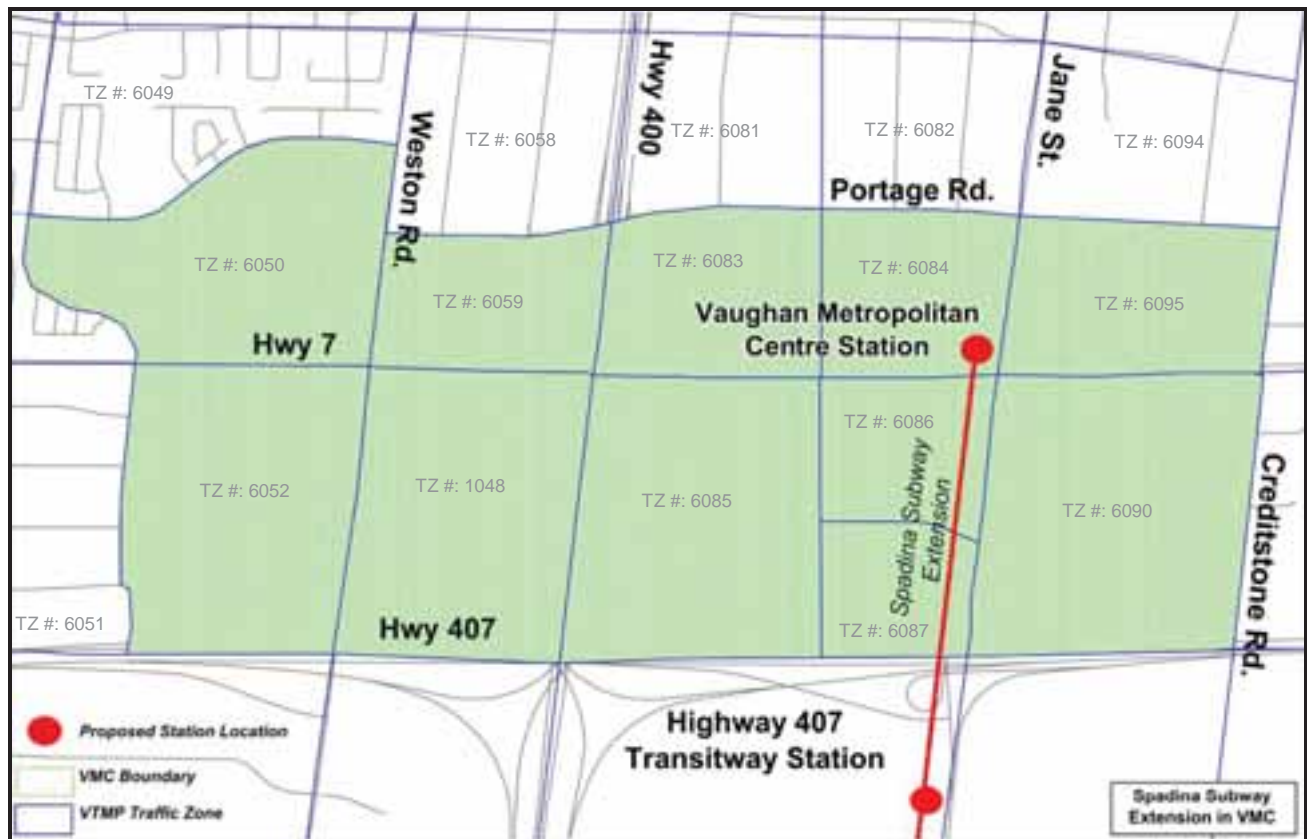 TZ #: 6049
Weston Rd.
TZ #: 6058
Hwy 400
TZ #: 6081
TZ #: 6082
Jane St.
TZ #: 6094
Portage Rd.
TZ #: 6050
TZ #: 6059
TZ #: 6083
TZ #: 6084
TZ #: 6095
Vaughan Metropolitan
Centre Station
Hwy 7
TZ #: 6086
Spadina Subway
Extension
TZ #: 6052
TZ #: 1048
TZ #: 6085
TZ #: 6090
Creditstone Rd.
TZ #: 6051
Hwy 407
TZ #: 6087
Highway 407
Transitway Station
Proposed Station Location
VMC Boundary
VTMP Traffic Zone
Spadina Subway
Extension in VMC